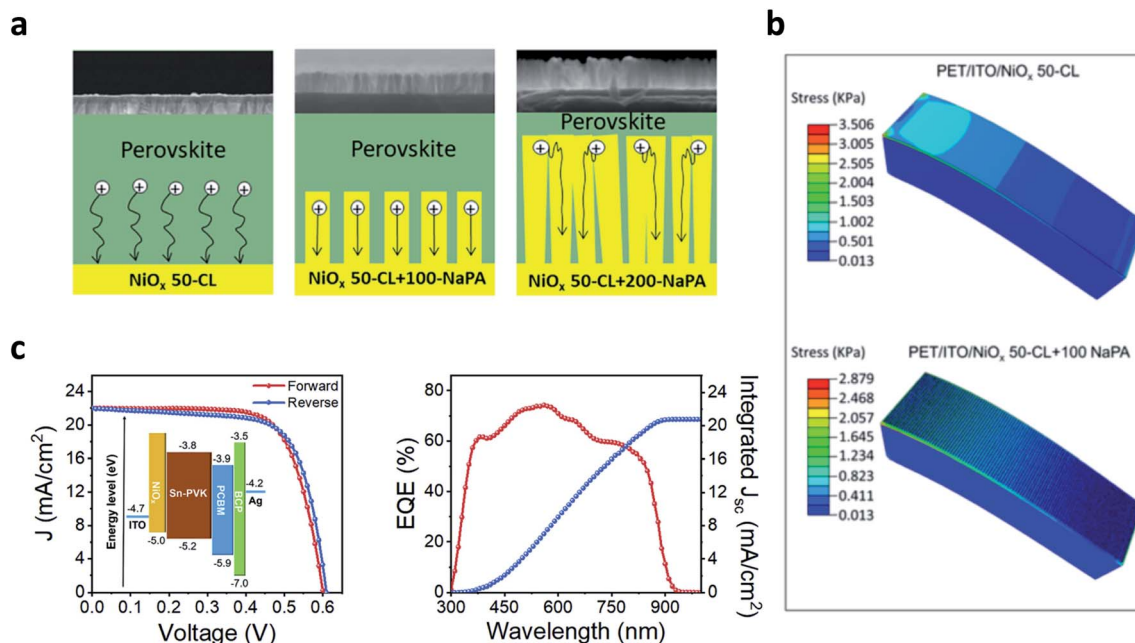 a
Perovskite
NiOx 50-CL
Perovskite
NiOx 50-CL+100-NaPA
Perovskite
NiOx 50-CL+200-NaPA
b
PET/ITO/NiOx 50-CL
Stress (KPa)
3.506
3.005
2.505
2.004
1.503
1.002
0.501
0.013
PET/ITO/NiOx 50-CL+100 NaPA
Stress (KPa)
2.879
2.468
2.057
1.645
1.234
0.823
0.411
0.013
c
J (mA/cm2)
24
20
16
12
8
4
0
Forward
Reverse
Energy level (eV)
-4.7
ITO
NiOx
-5.0
-3.8
Sn-PVK
-5.2
-3.9
PCBM
-5.9
-3.5
BCP
-7.0
-4.2
Ag
0.0 0.1 0.2 0.3 0.4 0.5 0.6
Voltage (V)
EQE (%)
80
60
40
20
0
300 450 600 750 900
Wavelength (nm)
24
20
16
12
8
4
0
Integrated Jsc (mA/cm2)